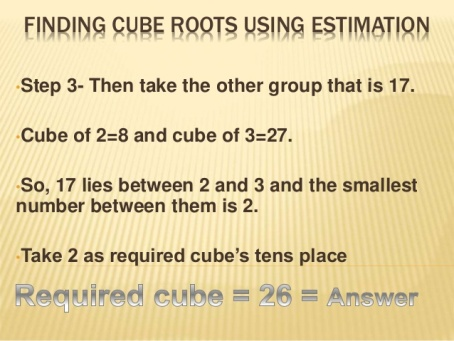 FINDING CUBE ROOTS USING ESTIMATION
•Step 3- Then take the other group that is 17.
•Cube of 2=8 and cube of 3=27.
•So, 17 lies between 2 and 3 and the smallest
number between them is 2.
•Take 2 as required cube’s tens place
Required cube = 26 = Answer